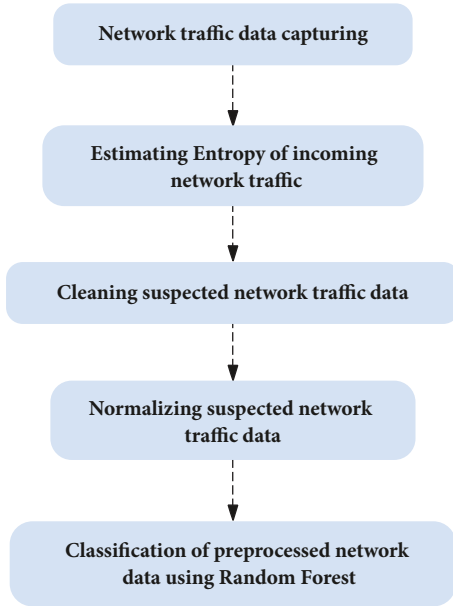 Network traffic data capturing
Estimating Entropy of incoming
network traffic
Cleaning suspected network traffic data
Normalizing suspected network
traffic data
Classification of preprocessed network
data using Random Forest